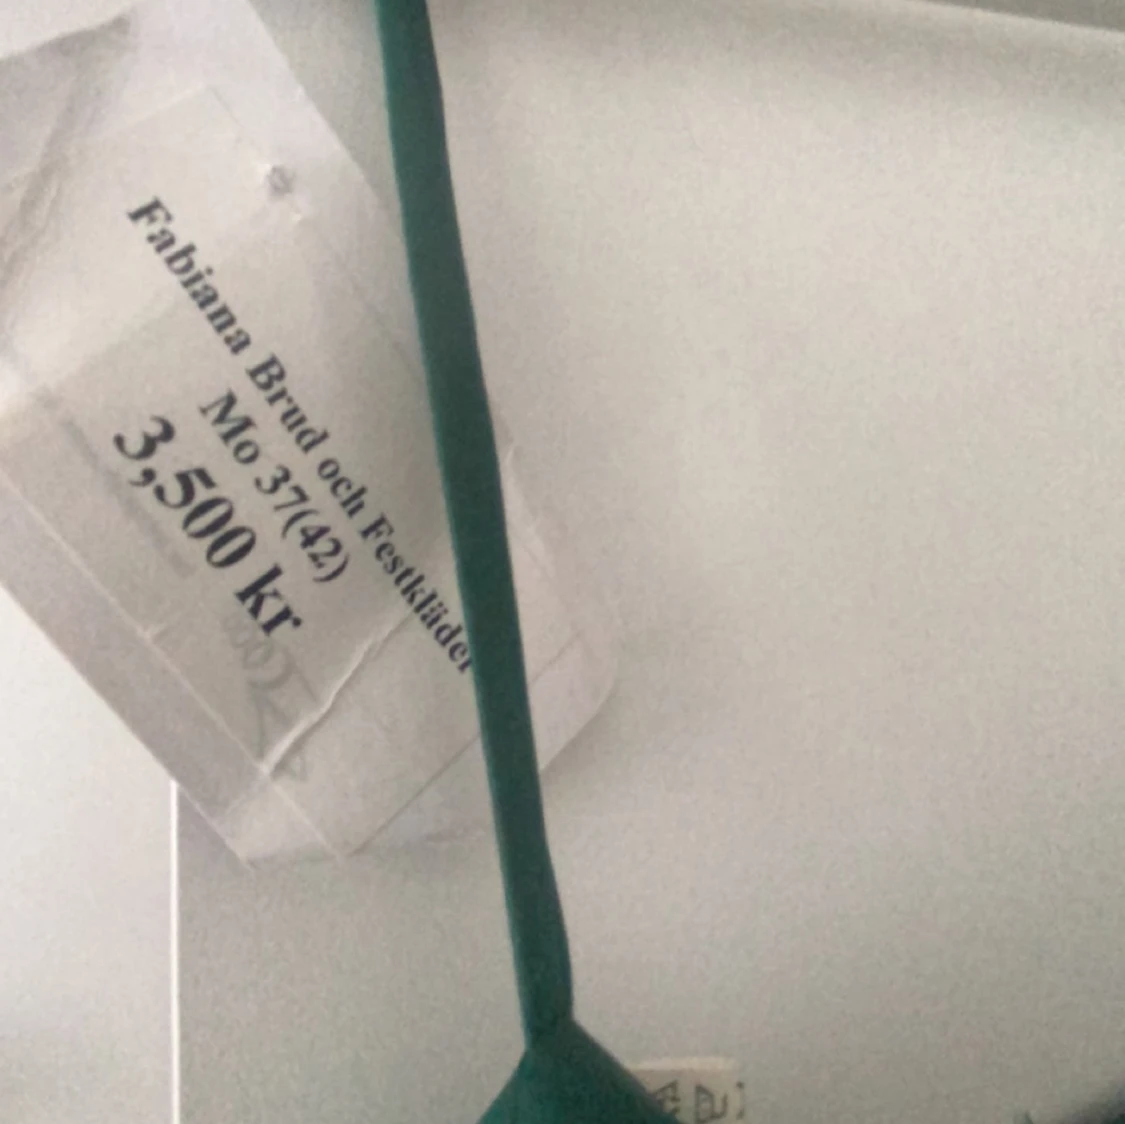 Fabiana Brud och Festkläder
Mo 37(42)
3,500 kr